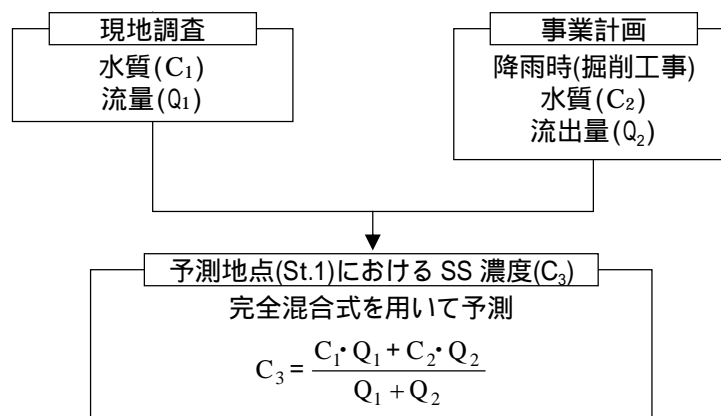 現地調査
水質(C₁)
流量(Q₁)
事業計画
降雨時(掘削工事)
水質(C₂)
流出量(Q₂)
予測地点(St.1)における SS 濃度(C₃)
完全混合式を用いて予測
C₃ = (C₁・Q₁ + C₂・Q₂) / (Q₁ + Q₂)